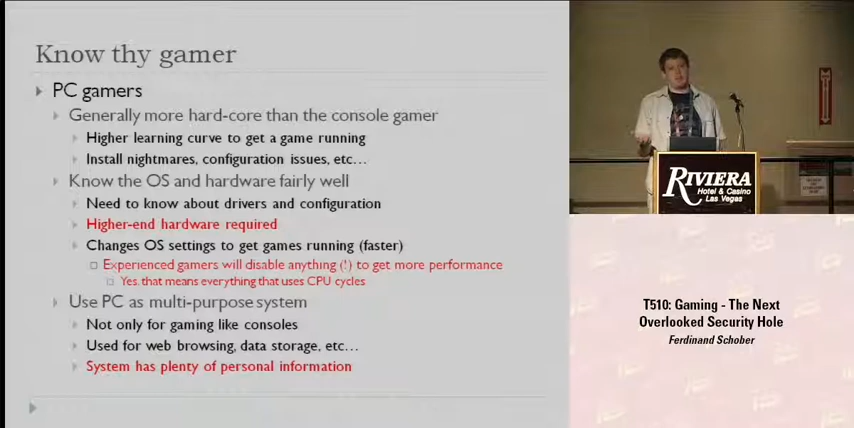 Know thy gamer
PC gamers
Generally more hard-core than the console gamer
Higher learning curve to get a game running
Install nightmares, configuration issues, etc…
Know the OS and hardware fairly well
Need to know about drivers and configuration
Higher-end hardware required
Changes OS settings to get games running (faster)
Experienced gamers will disable anything (!) to get more performance
Yes, that means everything that uses CPU cycles
Use PC as multi-purpose system
Not only for gaming like consoles
Used for web browsing, data storage, etc…
System has plenty of personal information
RIVIERA
Hotel & Casino
Las Vegas
T510: Gaming - The Next
Overlooked Security Hole
Ferdinand Schober